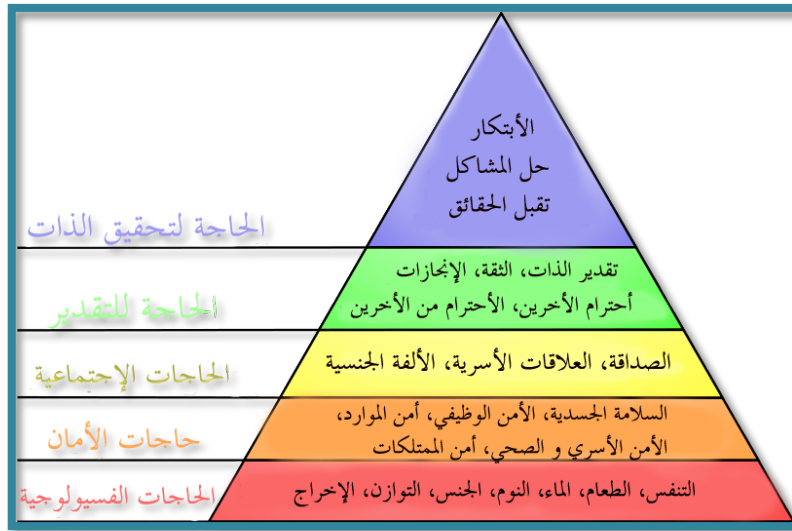 الأبتكار
حل المشاكل
تقبل الحقائق
الحاجة لتحقيق الذات
تقدير الذات، الثقة، الإنجازات
أحترام الأخرين، الأحترام من الأخرين
الحاجة للتقدير
الصداقة، العلاقات الأسرية، الألفة الجنسية
الحاجات الإجتماعية
السلامة الجسدية، الأمن الوظيفي، أمن الموارد،
الأمن الأسري و الصحي، أمن الممتلكات
حاجات الأمان
التنفس، الطعام، الماء، النوم، الجنس، التوازن، الإخراج
الحاجات الفسيولوجية